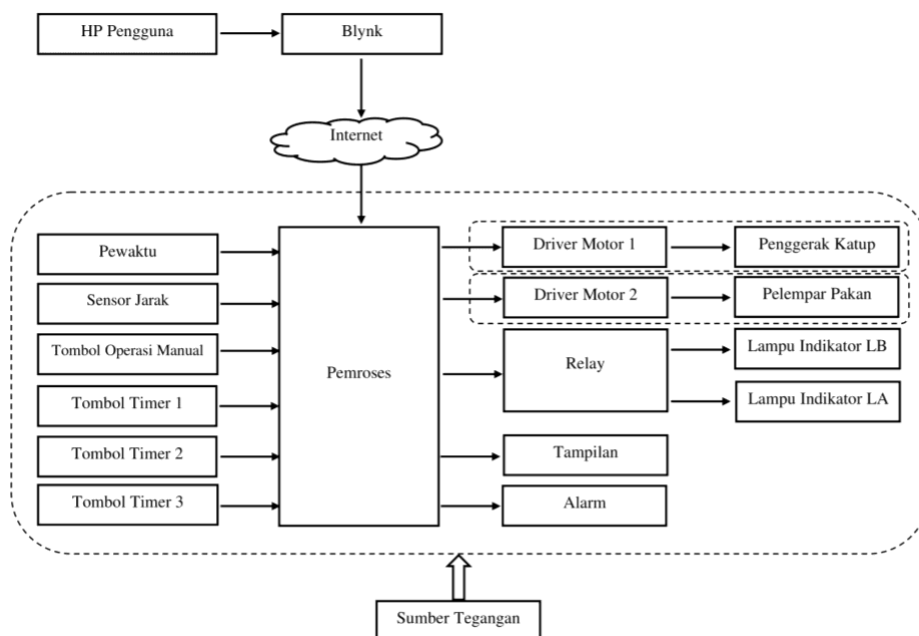 HP Pengguna
Blynk
Internet
Pewaktu
Sensor Jarak
Tombol Operasi Manual
Tombol Timer 1
Tombol Timer 2
Tombol Timer 3
Pemroses
Driver Motor 1
Penggerak Katup
Driver Motor 2
Pelempar Pakan
Relay
Lampu Indikator LB
Lampu Indikator LA
Tampilan
Alarm
Sumber Tegangan